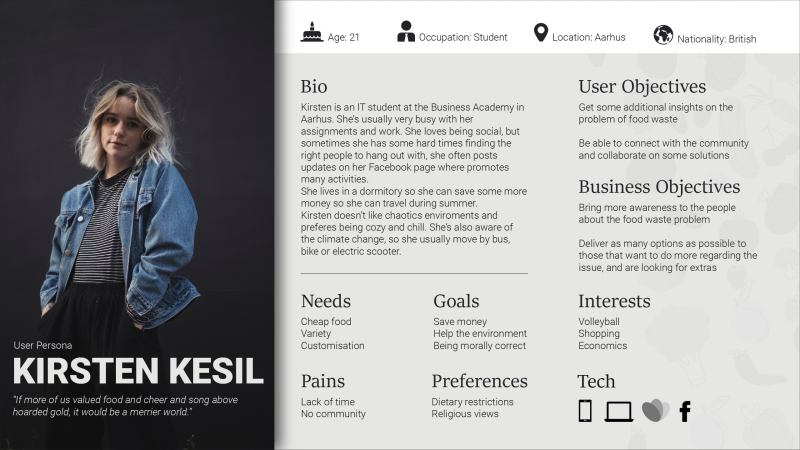 Age: 21
Occupation: Student
Location: Aarhus
Nationality: British
Bio
Kirsten is an IT student at the Business Academy in
Aarhus. She's usually very busy with her
assignments and work. She loves being social, but
sometimes she has some hard times finding the
right people to hang out with, she often posts
updates on her Facebook page where promotes
many activities.
She lives in a dormitory so she can save some more
money so she can travel during summer.
Kirsten doesn't like chaotics enviroments and
preferes being cozy and chill. She's also aware of
the climate change, so she usually move by bus,
bike or electric scooter.
User Objectives
Get some additional insights on the
problem of food waste
Be able to connect with the community
and collaborate on some solutions
Business Objectives
Bring more awareness to the people
about the food waste problem
Deliver as many options as possible to
those that want to do more regarding the
issue, and are looking for extras
Needs
Cheap food
Variety
Customisation
Goals
Save money
Help the environment
Being morally correct
Interests
Volleyball
Shopping
Economics
Pains
Lack of time
No community
Preferences
Dietary restrictions
Religious views
Tech
User Persona
KIRSTEN KESIL
"If more of us valued food and cheer and song above
hoarded gold, it would be a merrier world."